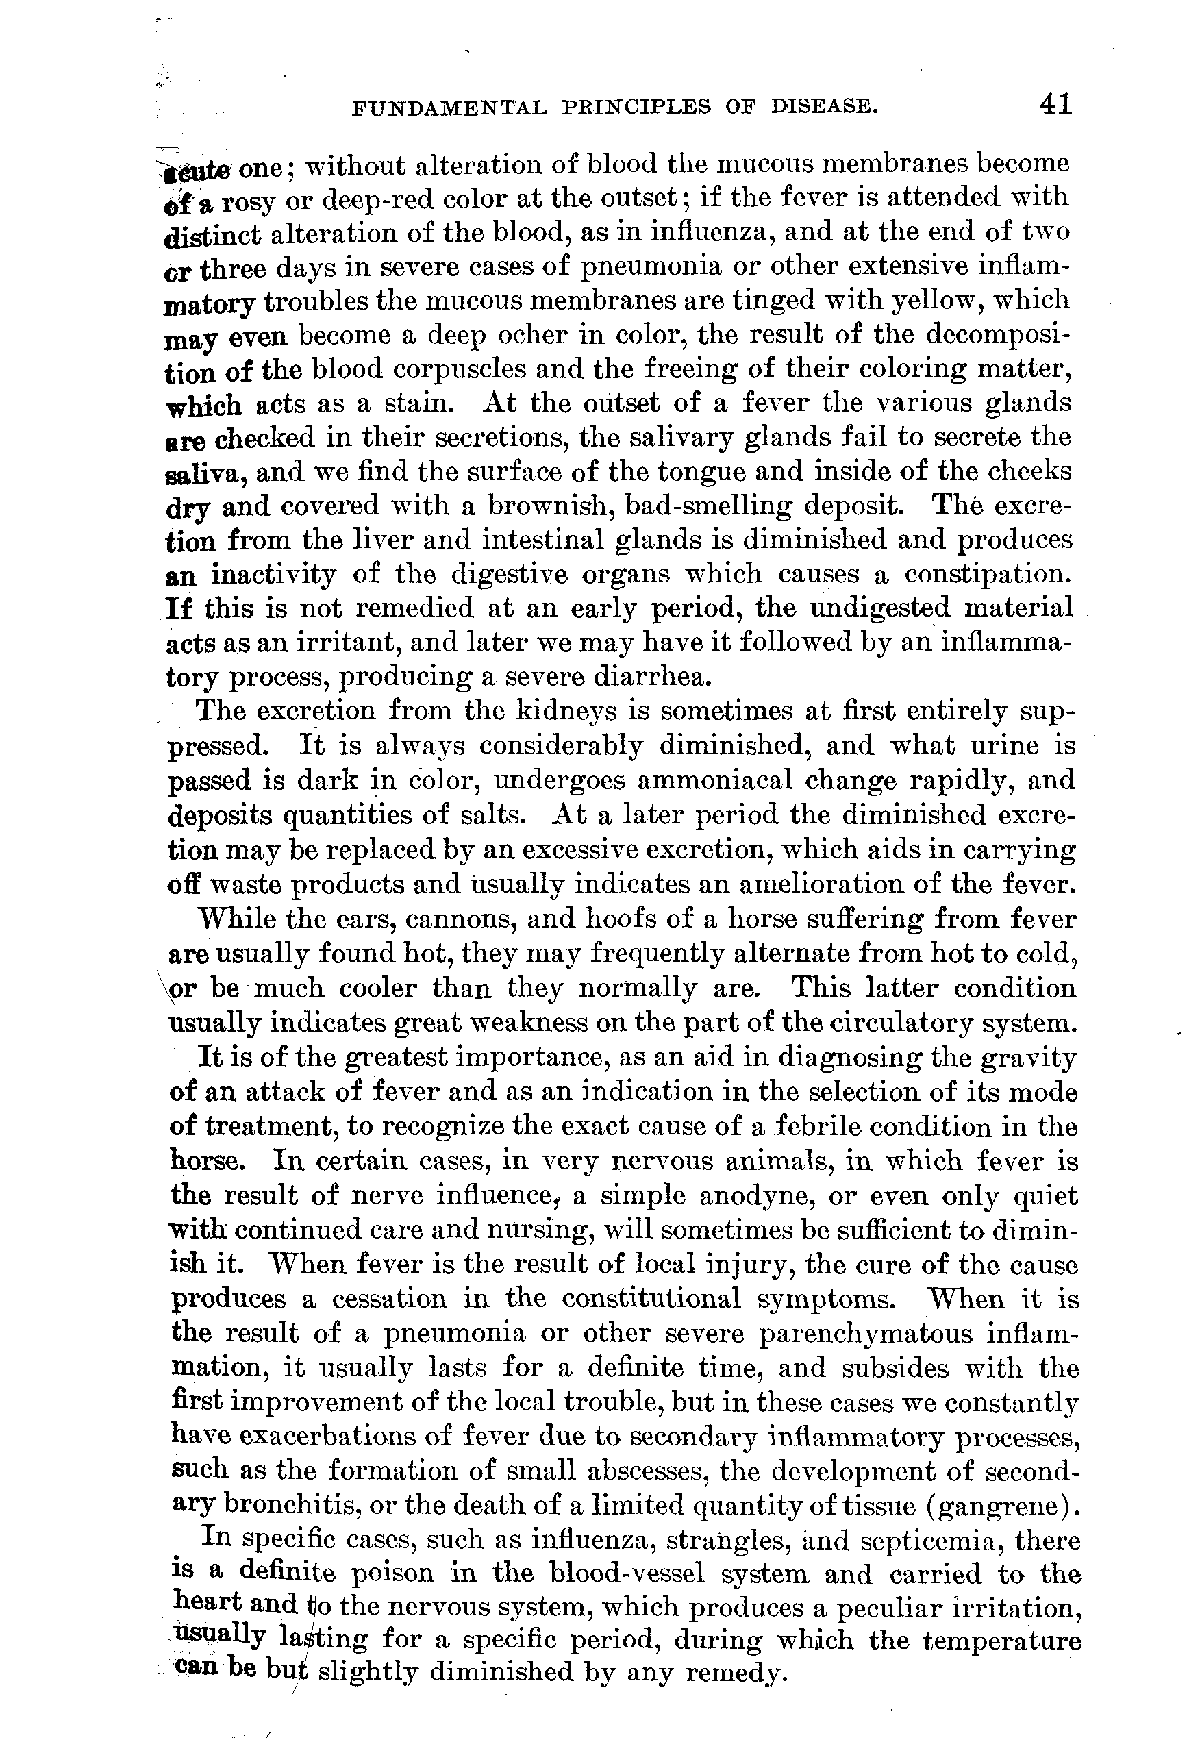 FUNDAMENTAL PRINCIPLES OF DISEASE. 41
acute one; without alteration of blood the mucous membranes become
of a rosy or deep-red color at the outset; if the fever is attended with
distinct alteration of the blood, as in influenza, and at the end of two
or three days in severe cases of pneumonia or other extensive inflam-
matory troubles the mucous membranes are tinged with yellow, which
may even become a deep ocher in color, the result of the decomposi-
tion of the blood corpuscles and the freeing of their coloring matter,
which acts as a stain. At the outset of a fever the various glands
are checked in their secretions, the salivary glands fail to secrete the
saliva, and we find the surface of the tongue and inside of the cheeks
dry and covered with a brownish, bad-smelling deposit. The excre-
tion from the liver and intestinal glands is diminished and produces
an inactivity of the digestive organs which causes a constipation.
If this is not remedied at an early period, the undigested material
acts as an irritant, and later we may have it followed by an inflamma-
tory process, producing a severe diarrhea.
The excretion from the kidneys is sometimes at first entirely sup-
pressed. It is always considerably diminished, and what urine is
passed is dark in color, undergoes ammoniacal change rapidly, and
deposits quantities of salts. At a later period the diminished excre-
tion may be replaced by an excessive excretion, which aids in carrying
off waste products and usually indicates an amelioration of the fever.
While the ears, cannons, and hoofs of a horse suffering from fever
are usually found hot, they may frequently alternate from hot to cold,
or be much cooler than they normally are. This latter condition
usually indicates great weakness on the part of the circulatory system.
It is of the greatest importance, as an aid in diagnosing the gravity
of an attack of fever and as an indication in the selection of its mode
of treatment, to recognize the exact cause of a febrile condition in the
horse. In certain cases, in very nervous animals, in which fever is
the result of nerve influence, a simple anodyne, or even only quiet
with continued care and nursing, will sometimes be sufficient to dimin-
ish it. When fever is the result of local injury, the cure of the cause
produces a cessation in the constitutional symptoms. When it is
the result of a pneumonia or other severe parenchymatous inflam-
mation, it usually lasts for a definite time, and subsides with the
first improvement of the local trouble, but in these cases we constantly
have exacerbations of fever due to secondary inflammatory processes,
such as the formation of small abscesses, the development of second-
ary bronchitis, or the death of a limited quantity of tissue (gangrene).
In specific cases, such as influenza, strangles, and septicemia, there
is a definite poison in the blood-vessel system and carried to the
heart and to the nervous system, which produces a peculiar irritation,
usually lasting for a specific period, during which the temperature
can be but slightly diminished by any remedy.